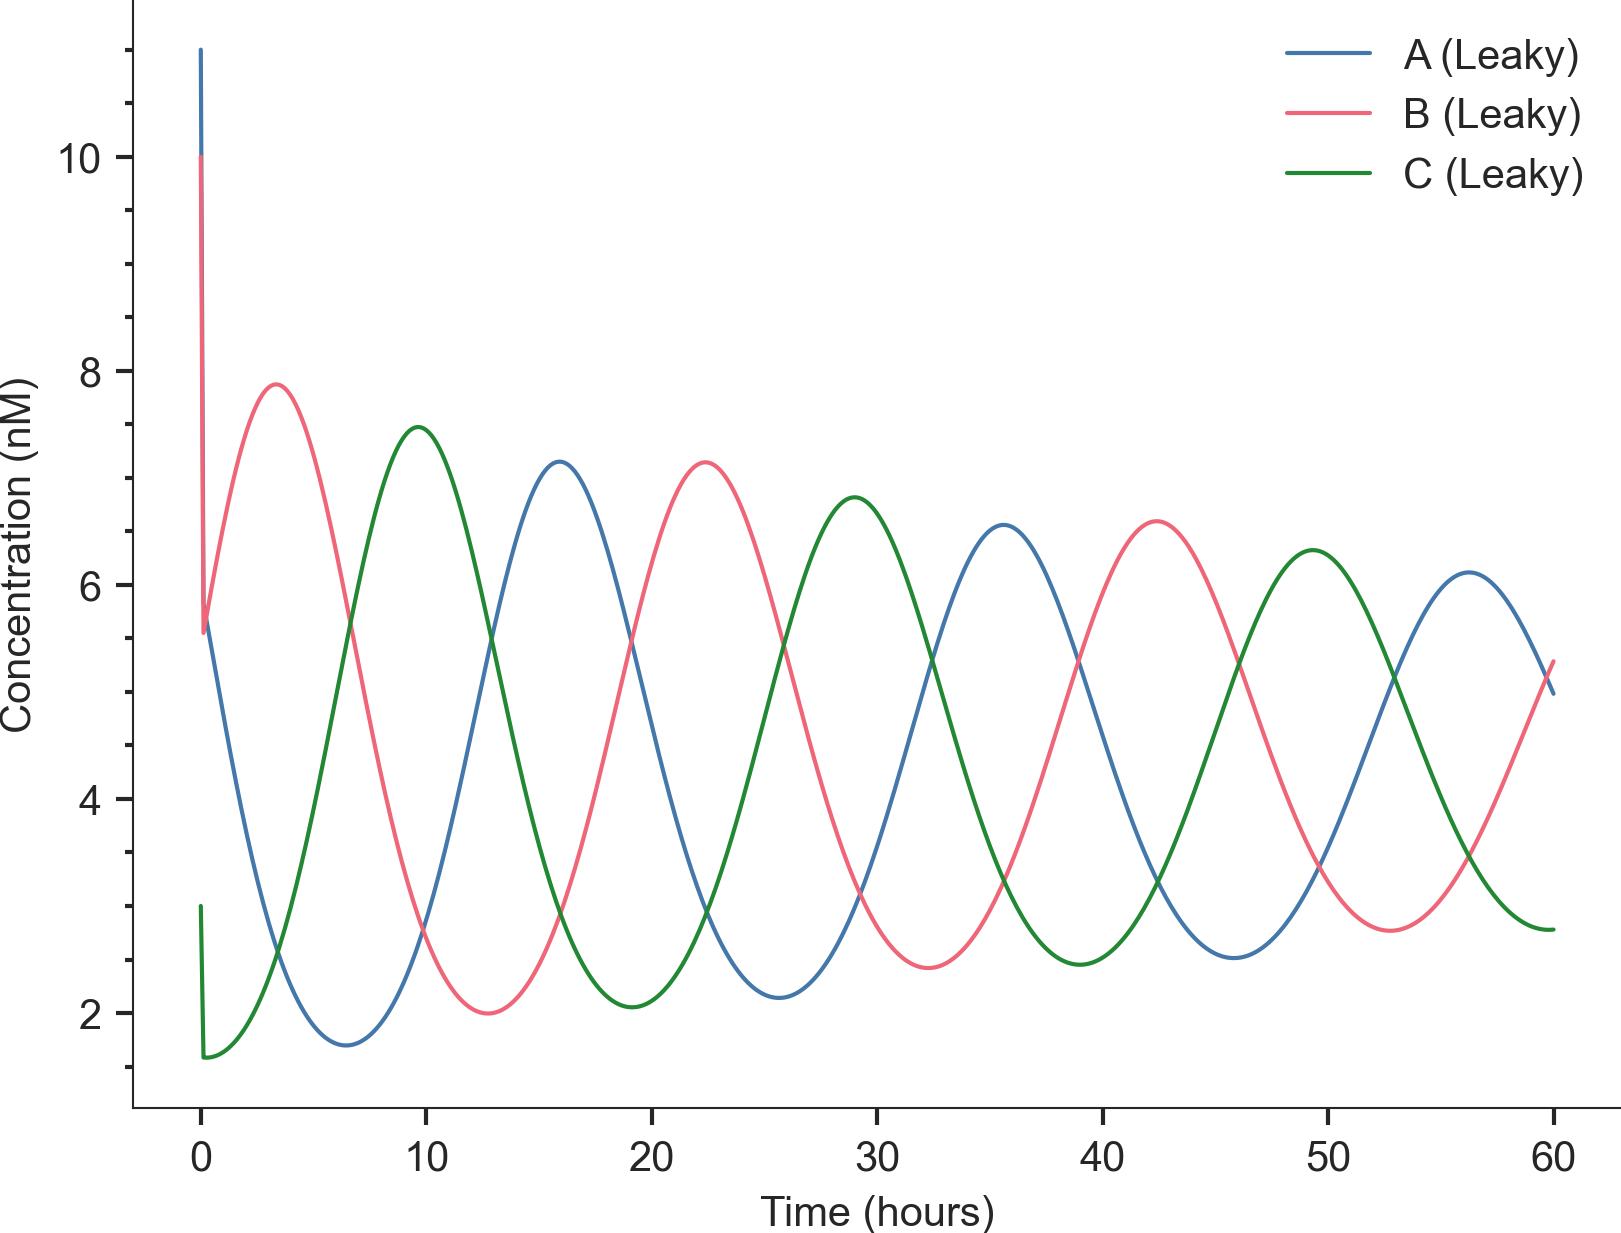 A (Leaky)
B (Leaky)
C (Leaky)
Concentration (nM)
10
8
6
4
2
0 10 20 30 40 50 60
Time (hours)